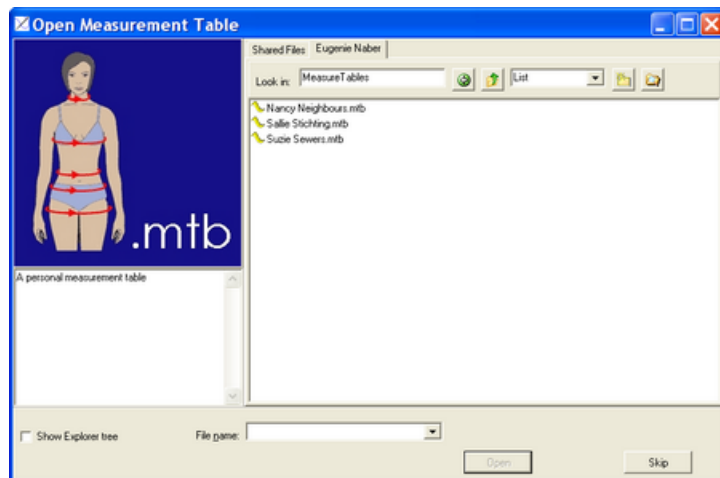 Open Measurement Table
Shared Files
Eugenie Naber
Look in:
MeasureTables
List
Nancy Neighbours.mtb
Sallie Stichting.mtb
Suzie Sewers.mtb
.mtb
A personal measurement table
Show Explorer tree
File name:
Open
Skip